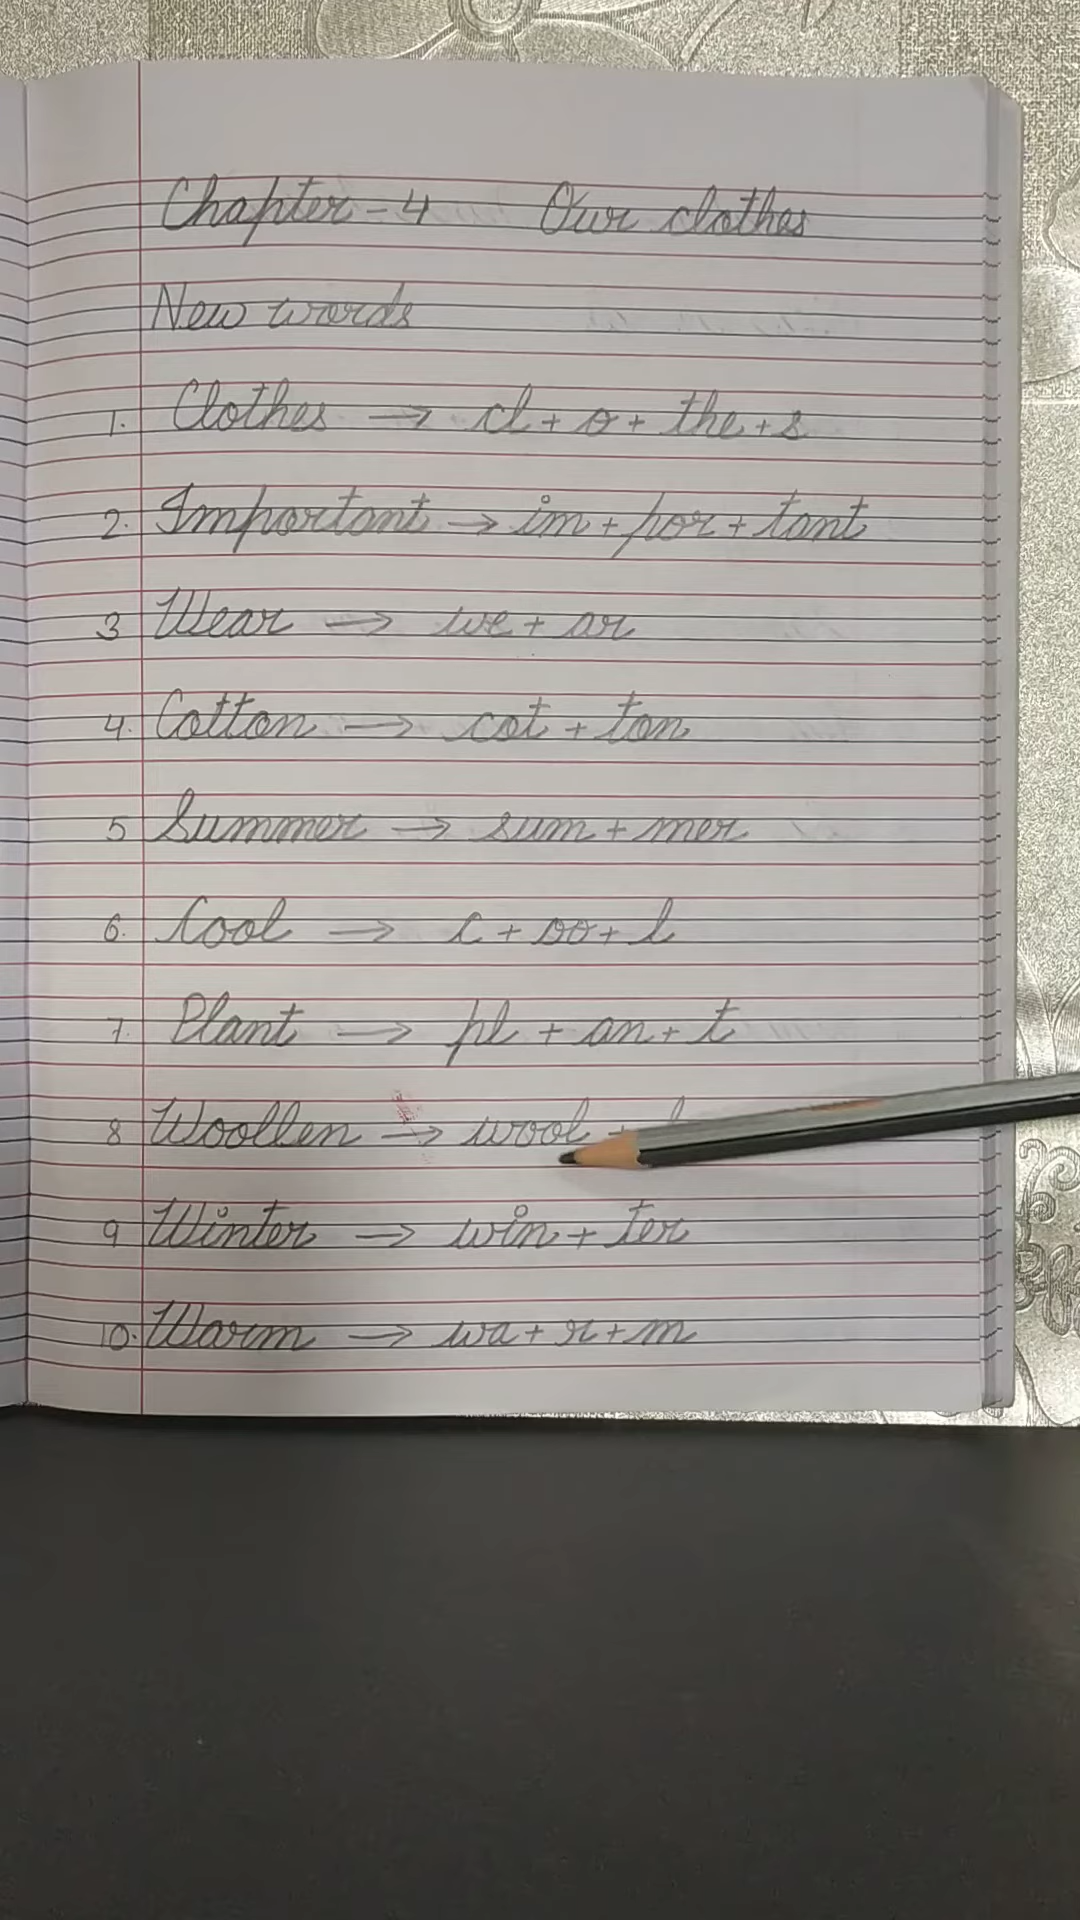 Chapter - 4 Our clothes
New words
1. Clothes → cl + o + the + s
2. Important → im + por + tant
3 Wear → we + ar
4. Cotton → cot + ton
5 Summer → sum + mer
6. Cool → c + oo + l
7. Plant → pl + an + t
8 Woollen → wool +
9 Winter → win + ter
10. Warm → wa + r + m